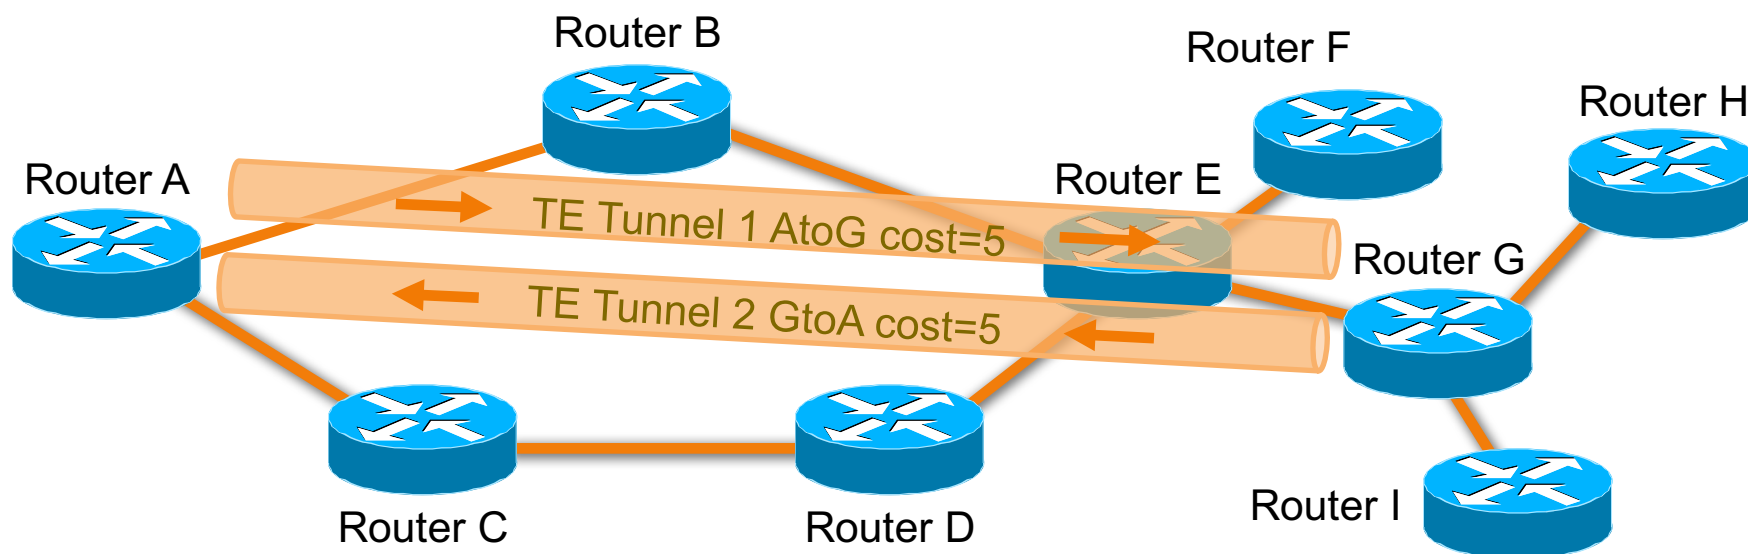 Router B
Router F
Router H
Router A
Router E
TE Tunnel 1 AtoG cost=5
Router G
TE Tunnel 2 GtoA cost=5
Router I
Router C
Router D